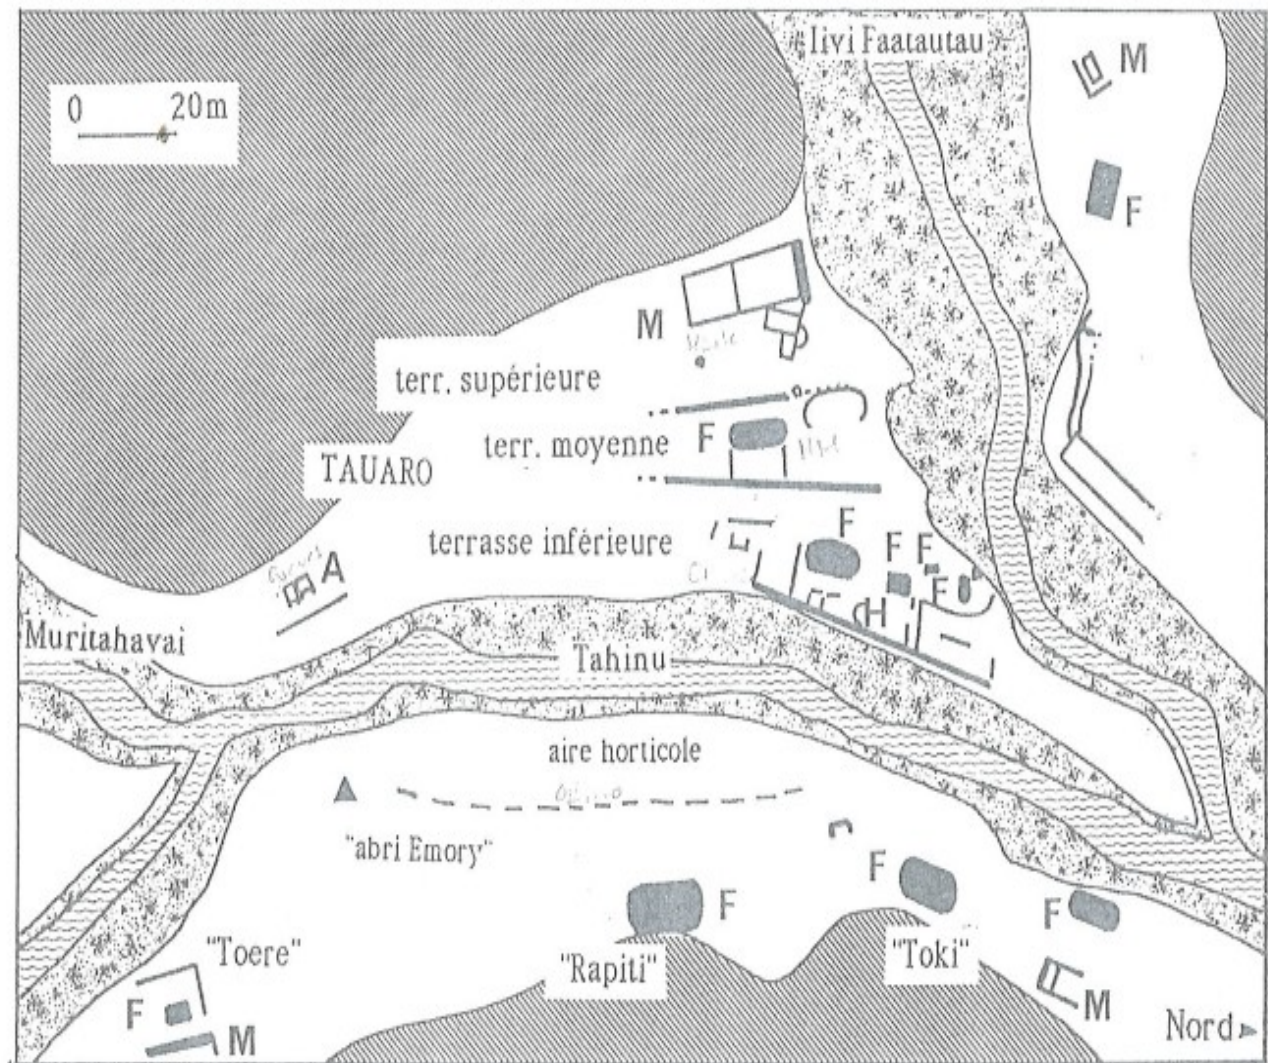 Iivi Faatautau
M
0 20m
F
M
terr. supérieure
F
terr. moyenne
TAUARO
F
terrasse inférieure
F F
A
F
H
Muritahavai
Tahinu
aire horticole
"abri Emory"
F
F
F
"Toere"
"Rapiti"
"Toki"
F
M
M
Nord